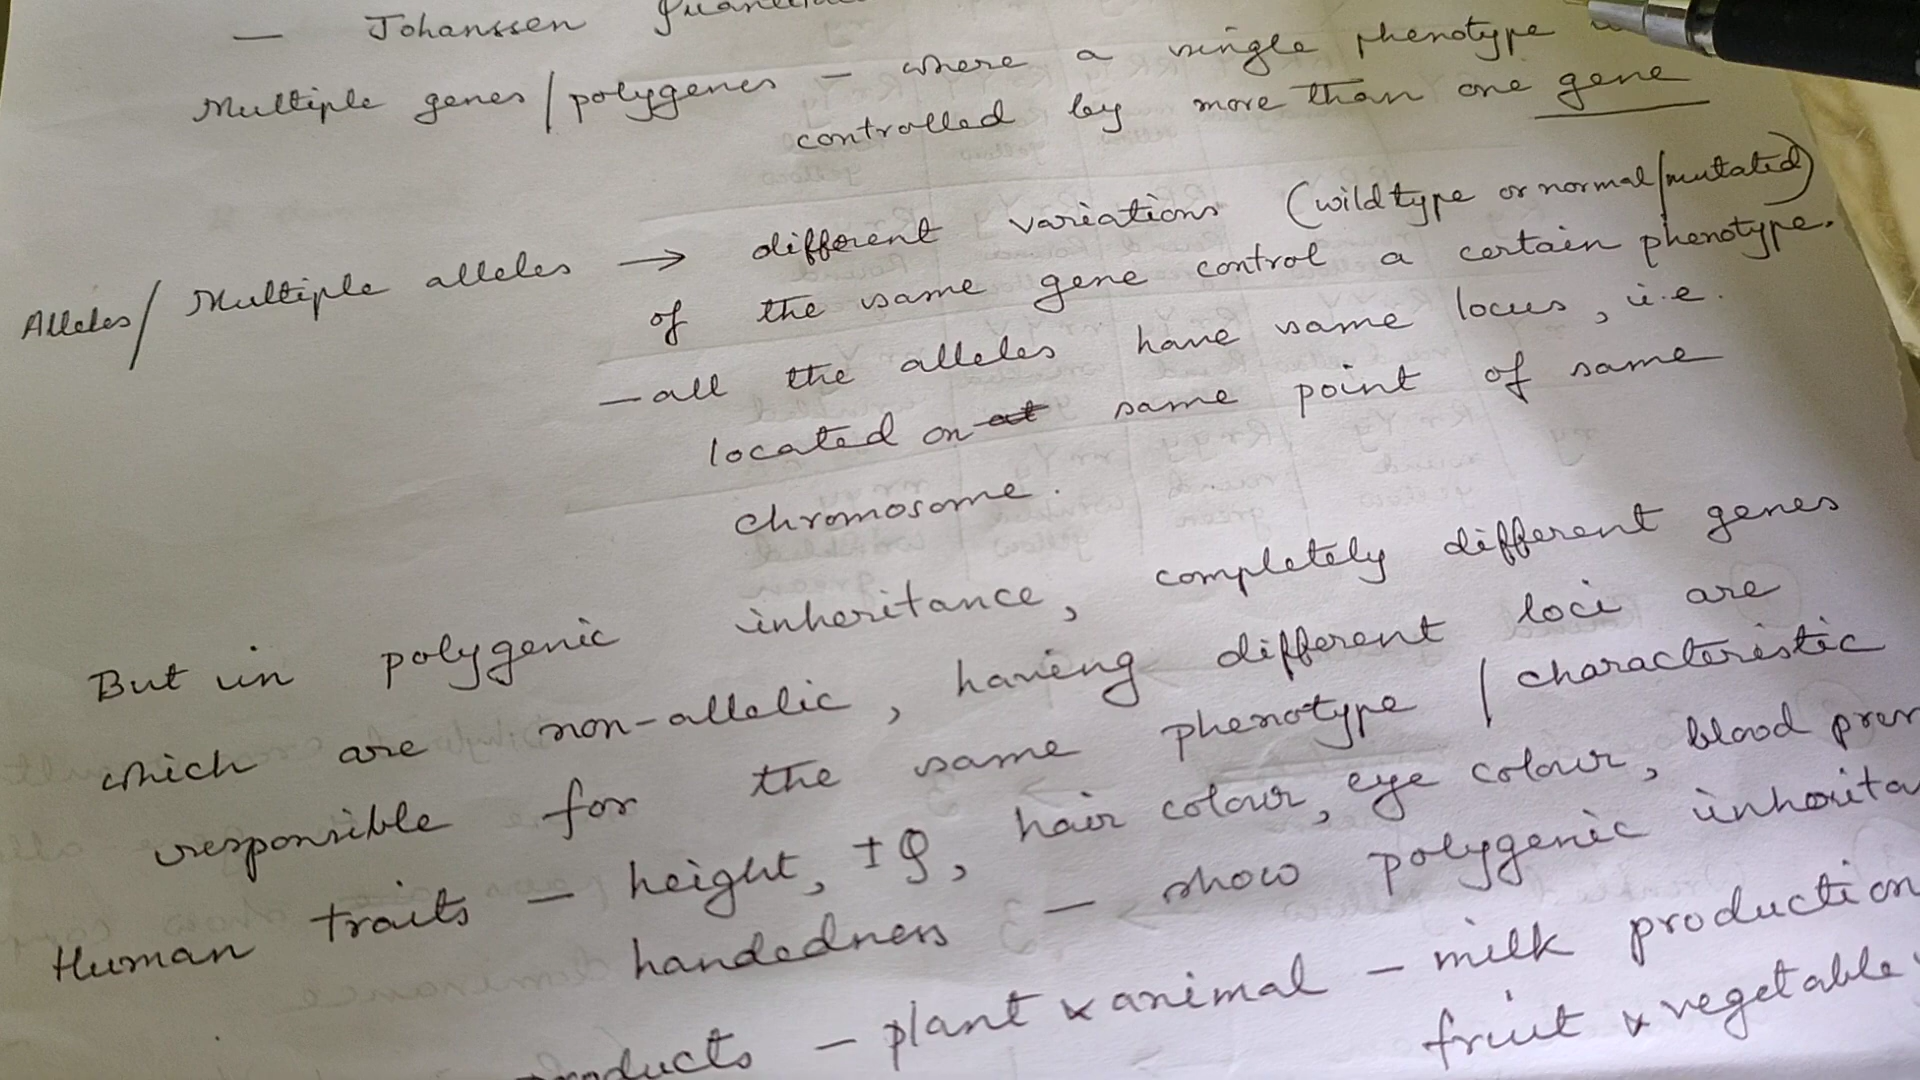 — Johanssen
Multiple genes/polygenes – where a single phenotype
controlled by more than one gene
Alleles/Multiple alleles → different variations (wild type or normal/mutated)
of the same gene control a certain phenotype.
– all the alleles have same locus, i.e.
located on at same point of same
chromosome.
But in polygenic inheritance, completely different genes
which are non-allelic, having different loci are
responsible for the same phenotype/characteristic
Human traits – height, hair colour, eye colour, blood
handedness – show polygenic
– plant & animal – milk production
fruit & vegetable